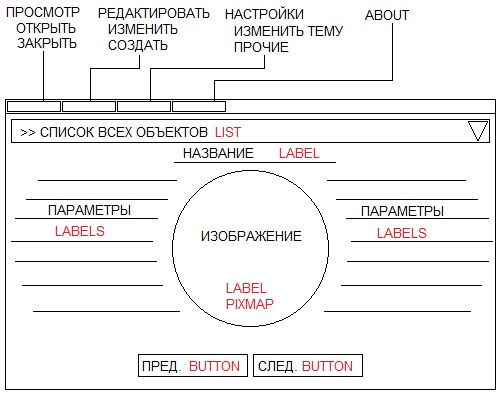 ПРОСМОТР
ОТКРЫТЬ
ЗАКРЫТЬ
РЕДАКТИРОВАТЬ
ИЗМЕНИТЬ
СОЗДАТЬ
НАСТРОЙКИ
ИЗМЕНИТЬ ТЕМУ
ПРОЧИЕ
ABOUT
>> СПИСОК ВСЕХ ОБЪЕКТОВ LIST
НАЗВАНИЕ LABEL
ПАРАМЕТРЫ
LABELS
ИЗОБРАЖЕНИЕ
LABEL
PIXMAP
ПАРАМЕТРЫ
LABELS
ПРЕД. BUTTON
СЛЕД. BUTTON